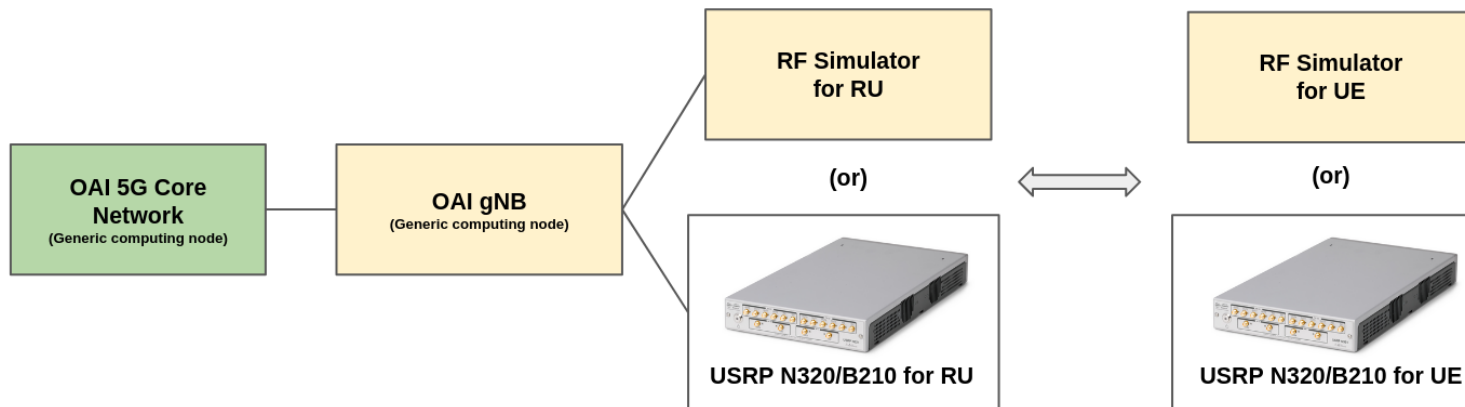 OAI 5G Core
Network
(Generic computing node)
OAI gNB
(Generic computing node)
RF Simulator
for RU
(or)
USRP N320/B210 for RU
RF Simulator
for UE
(or)
USRP N320/B210 for UE